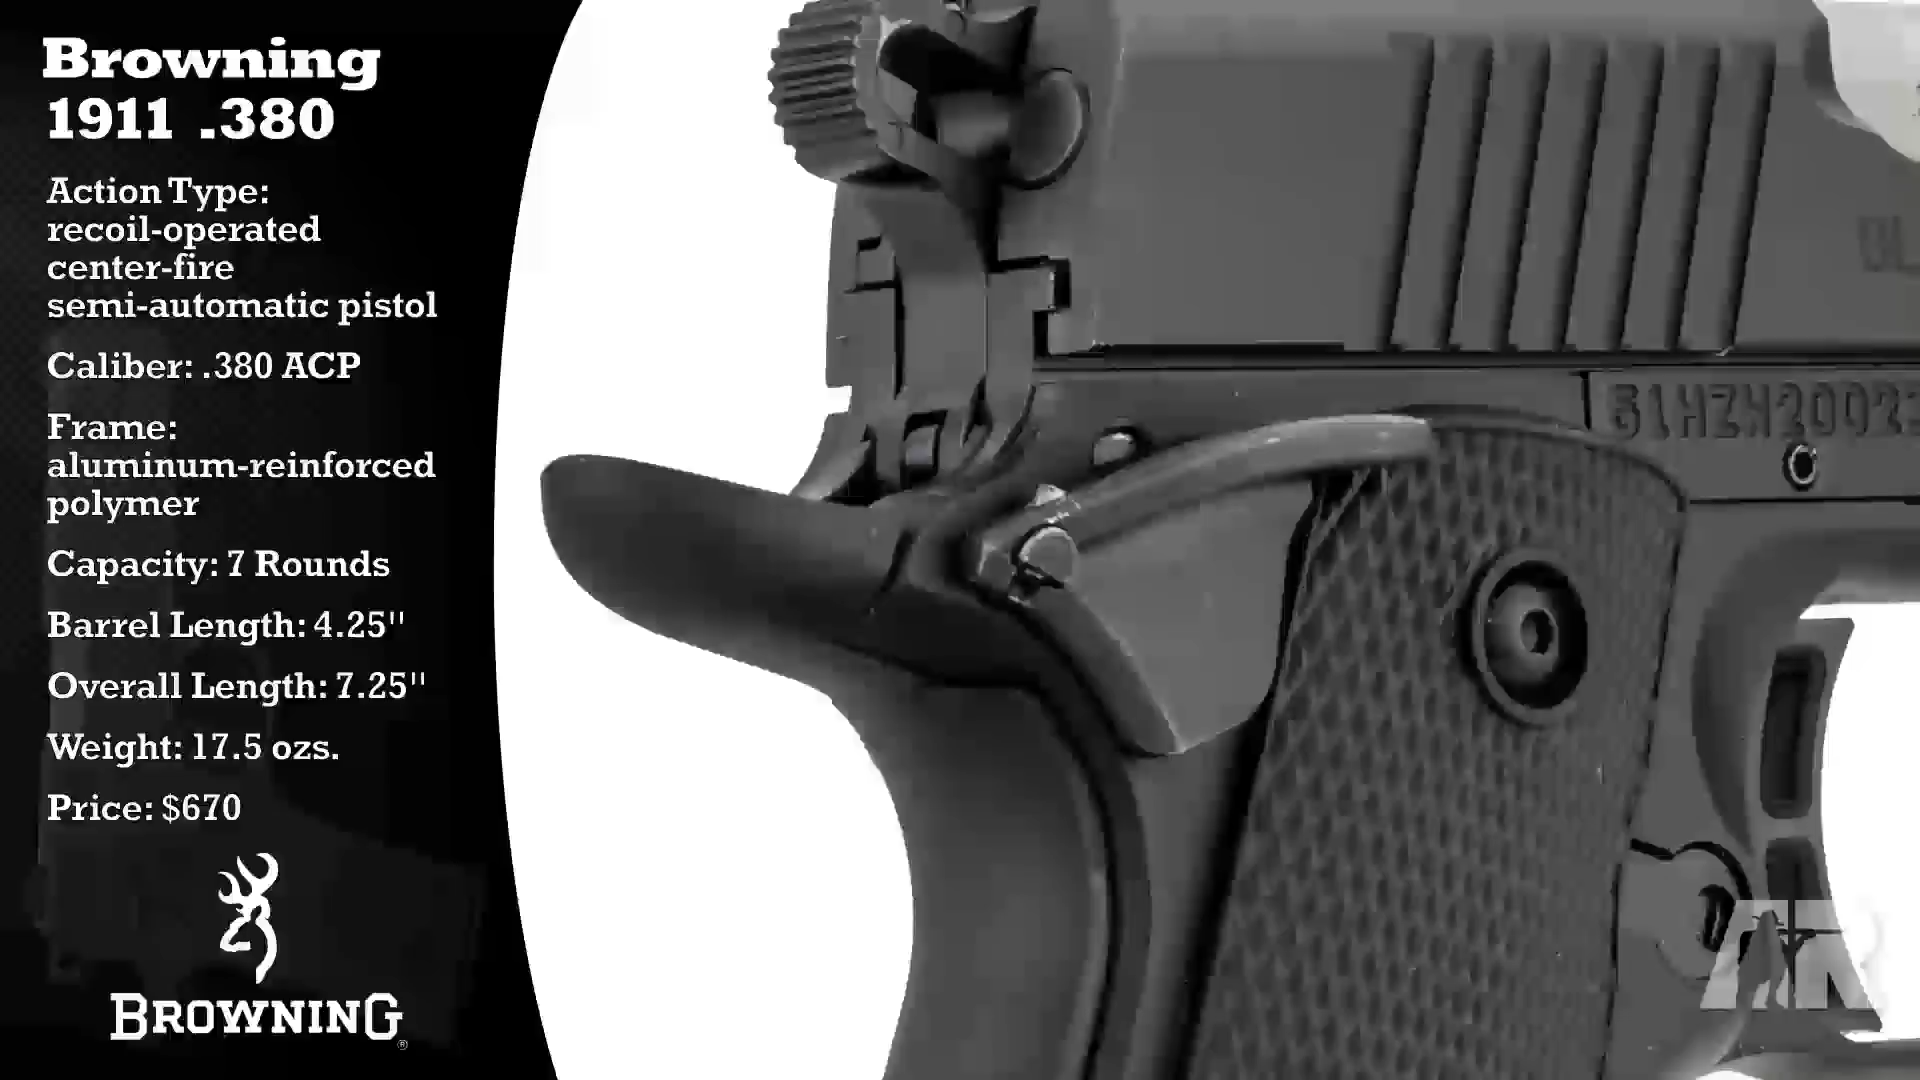 Browning
1911 .380
Action Type:
recoil-operated
center-fire
semi-automatic pistol
Caliber: .380 ACP
Frame:
aluminum-reinforced
polymer
Capacity: 7 Rounds
Barrel Length: 4.25"
Overall Length: 7.25"
Weight: 17.5 ozs.
Price: $670
BROWNING
®